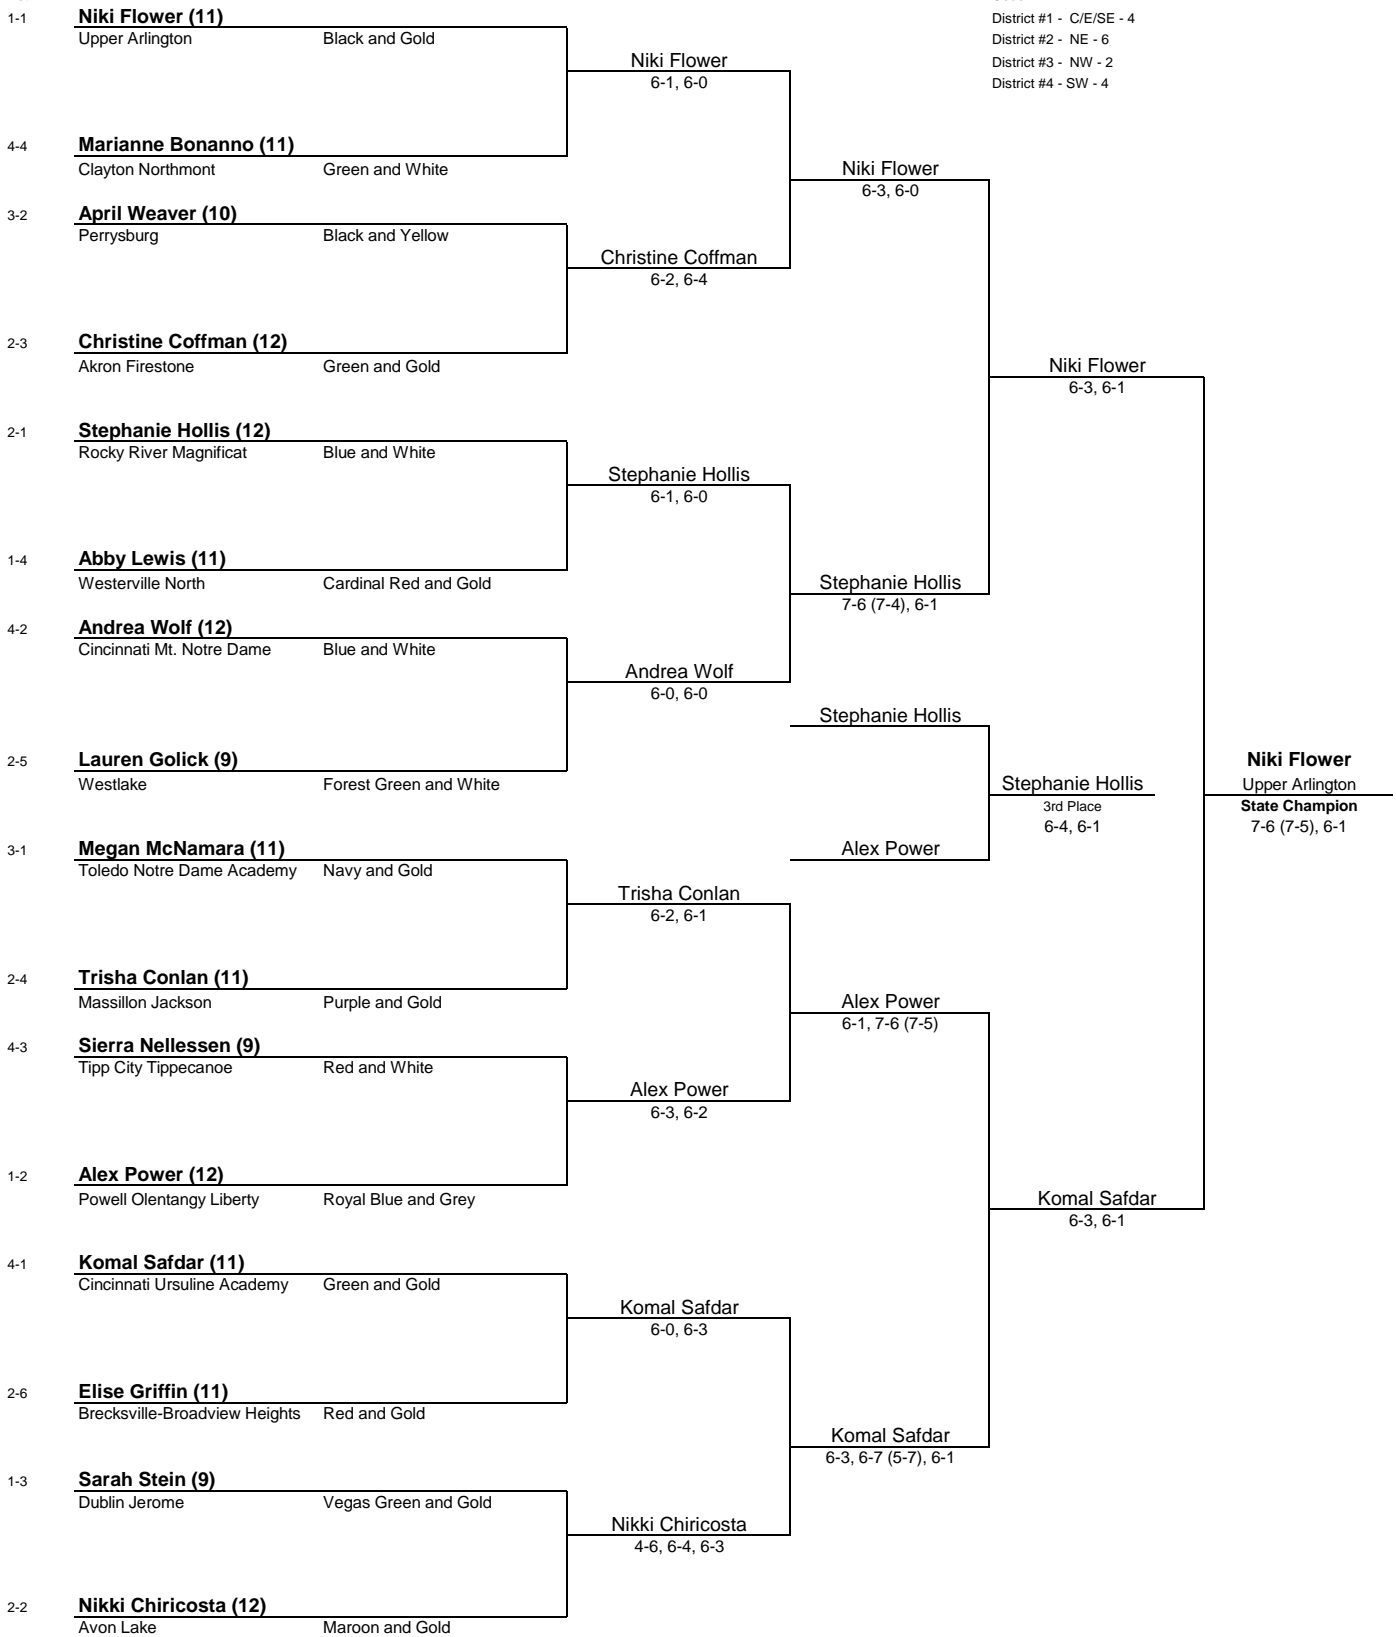 1-1 Niki Flower (11)
Upper Arlington Black and Gold
District #1 - C/E/SE - 4
District #2 - NE - 6
District #3 - NW - 2
District #4 - SW - 4
Niki Flower
6-1, 6-0
4-4 Marianne Bonanno (11)
Clayton Northmont Green and White
Niki Flower
6-3, 6-0
3-2 April Weaver (10)
Perrysburg Black and Yellow
Christine Coffman
6-2, 6-4
2-3 Christine Coffman (12)
Akron Firestone Green and Gold
Niki Flower
6-3, 6-1
2-1 Stephanie Hollis (12)
Rocky River Magnificat Blue and White
Stephanie Hollis
6-1, 6-0
1-4 Abby Lewis (11)
Westerville North Cardinal Red and Gold
Stephanie Hollis
7-6 (7-4), 6-1
4-2 Andrea Wolf (12)
Cincinnati Mt. Notre Dame Blue and White
Andrea Wolf
6-0, 6-0
Stephanie Hollis
2-5 Lauren Golick (9)
Westlake Forest Green and White
Stephanie Hollis
3rd Place
6-4, 6-1
Niki Flower
Upper Arlington
State Champion
7-6 (7-5), 6-1
Alex Power
3-1 Megan McNamara (11)
Toledo Notre Dame Academy Navy and Gold
Trisha Conlan
6-2, 6-1
2-4 Trisha Conlan (11)
Massillon Jackson Purple and Gold
Alex Power
6-1, 7-6 (7-5)
4-3 Sierra Nellessen (9)
Tipp City Tippecanoe Red and White
Alex Power
6-3, 6-2
1-2 Alex Power (12)
Powell Olentangy Liberty Royal Blue and Grey
Komal Safdar
6-3, 6-1
4-1 Komal Safdar (11)
Cincinnati Ursuline Academy Green and Gold
Komal Safdar
6-0, 6-3
2-6 Elise Griffin (11)
Brecksville-Broadview Heights Red and Gold
Komal Safdar
6-3, 6-7 (5-7), 6-1
1-3 Sarah Stein (9)
Dublin Jerome Vegas Green and Gold
Nikki Chiricosta
4-6, 6-4, 6-3
2-2 Nikki Chiricosta (12)
Avon Lake Maroon and Gold